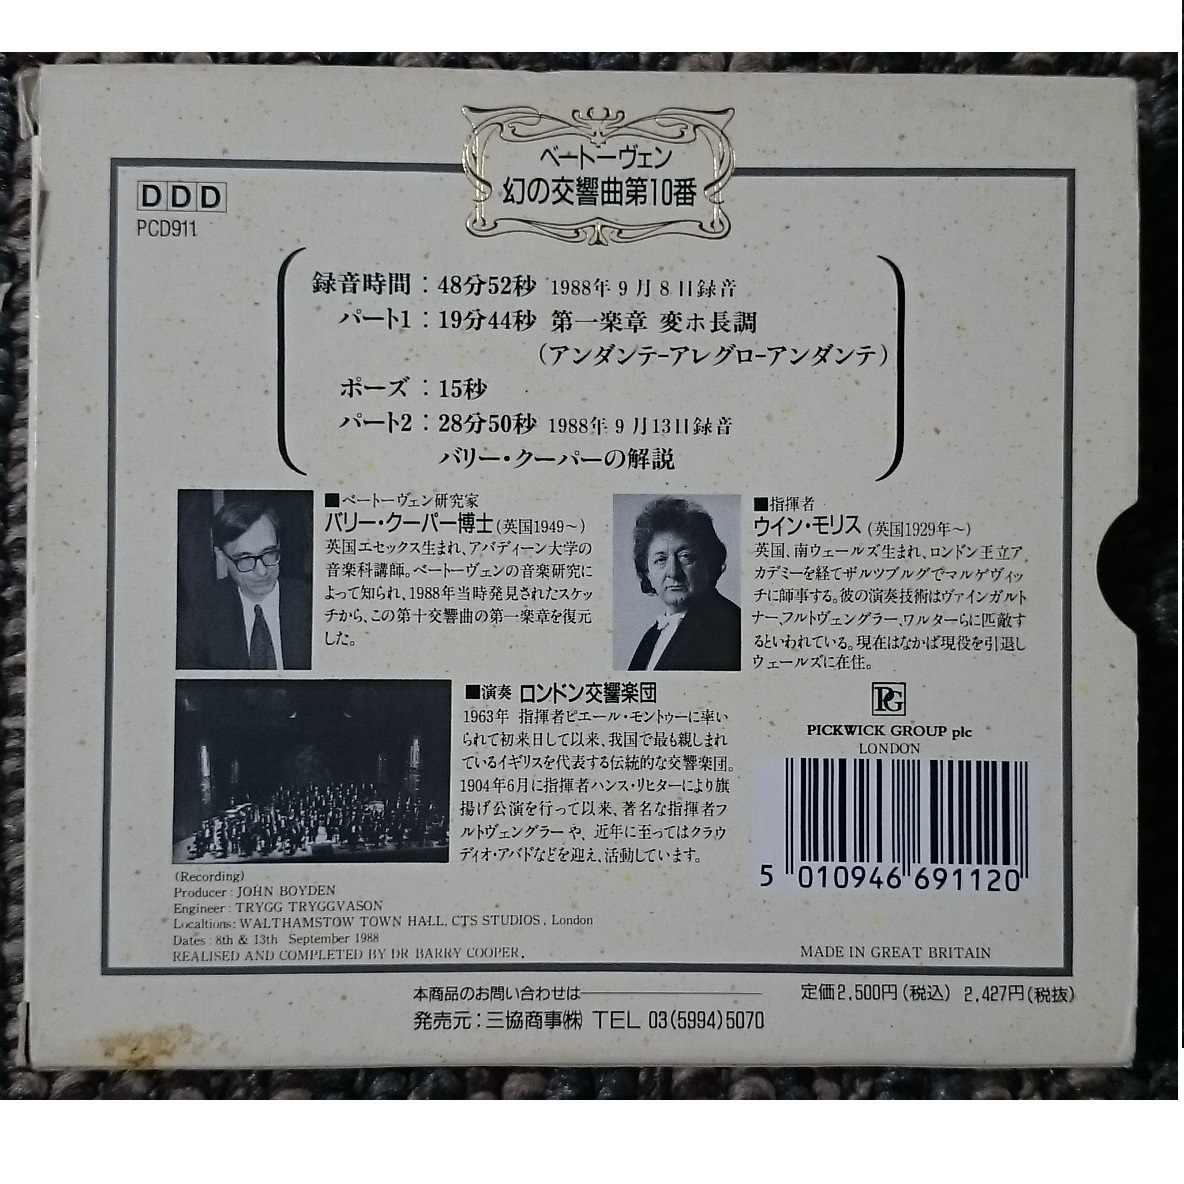 ベートーヴェン
幻の交響曲第10番
DDD
PCD911
録音時間：48分52秒 1988年9月8日録音
パート1：19分44秒 第一楽章 変ホ長調
（アンダンテ-アレグロ-アンダンテ）
ポーズ：15秒
パート2：28分50秒 1988年9月13日録音
バリー・クーパーの解説
■ベートーヴェン研究家
バリー・クーパー博士（英国1949～）
英国エセックス生まれ、アバディーン大学の
音楽科講師。ベートーヴェンの音楽研究に
よって知られ、1988年当時発見されたスケッ
チから、この第十交響曲の第一楽章を復元
した。
■指揮者
ウイン・モリス（英国1929年～）
英国、南ウェールズ生まれ、ロンドン王立ア
カデミーを経てザルツブルグでマルケヴィッ
チに師事する。彼の演奏技術はヴァインガルト
ナー、フルトヴェングラー、ワルターらに匹敵す
るといわれている。現在はなかば現役を引退し
ウェールズに在住。
■演奏 ロンドン交響楽団
1963年 指揮者ピエール・モントゥーに率い
られて初来日して以来、我国で最も親しまれ
ているイギリスを代表する伝統的な交響楽団。
1904年6月に指揮者ハンス・リヒターにより旗
揚げ公演を行って以来、著名な指揮者フ
ルトヴェングラーや、近年に至ってはクラウ
ディオ・アバドなどを迎え、活動しています。
PG
PICKWICK GROUP plc
LONDON
5 010946 691120
(Recording)
Producer : JOHN BOYDEN
Engineer : TRYGG TRYGGVASON
Localtions: WALTHAMSTOW TOWN HALL, CTS STUDIOS, London
Dates : 8th & 13th September 1988
REALISED AND COMPLETED BY DR BARRY COOPER.
MADE IN GREAT BRITAIN
本商品のお問い合わせは
発売元：三協商事㈱ TEL 03(5994)5070
定価2,500円（税込） 2,427円（税抜）